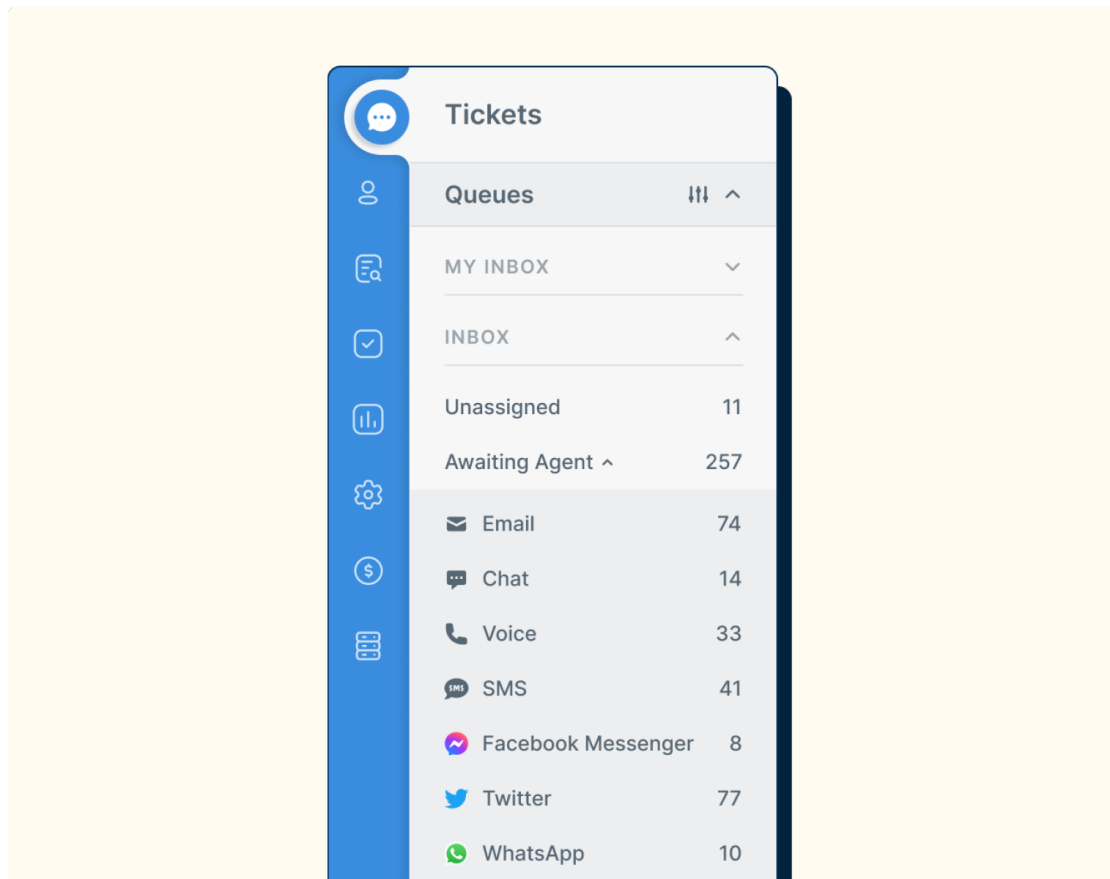 Tickets
Queues
MY INBOX
INBOX
Unassigned 11
Awaiting Agent 257
Email 74
Chat 14
Voice 33
SMS SMS 41
Facebook Messenger 8
Twitter 77
WhatsApp 10